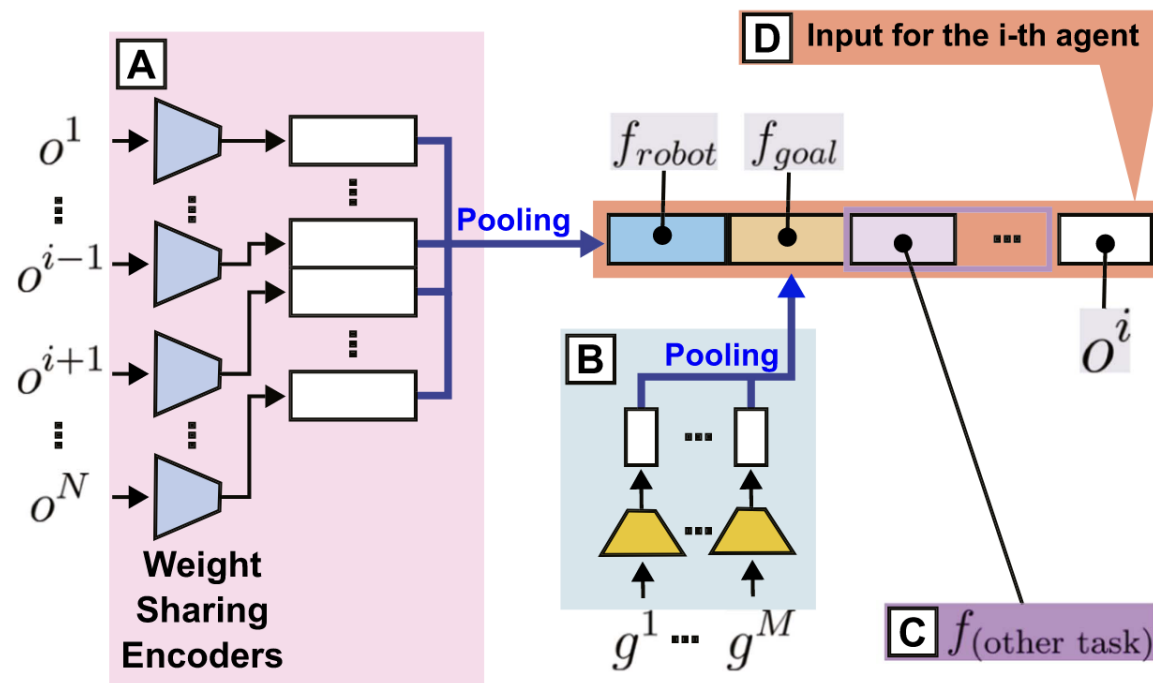 A
D Input for the i-th agent
o^1
f_robot
f_goal
Pooling
o^{i-1}
o^i
B
Pooling
o^{i+1}
o^N
Weight
Sharing
Encoders
g^1 ... g^M
C f_(other task)